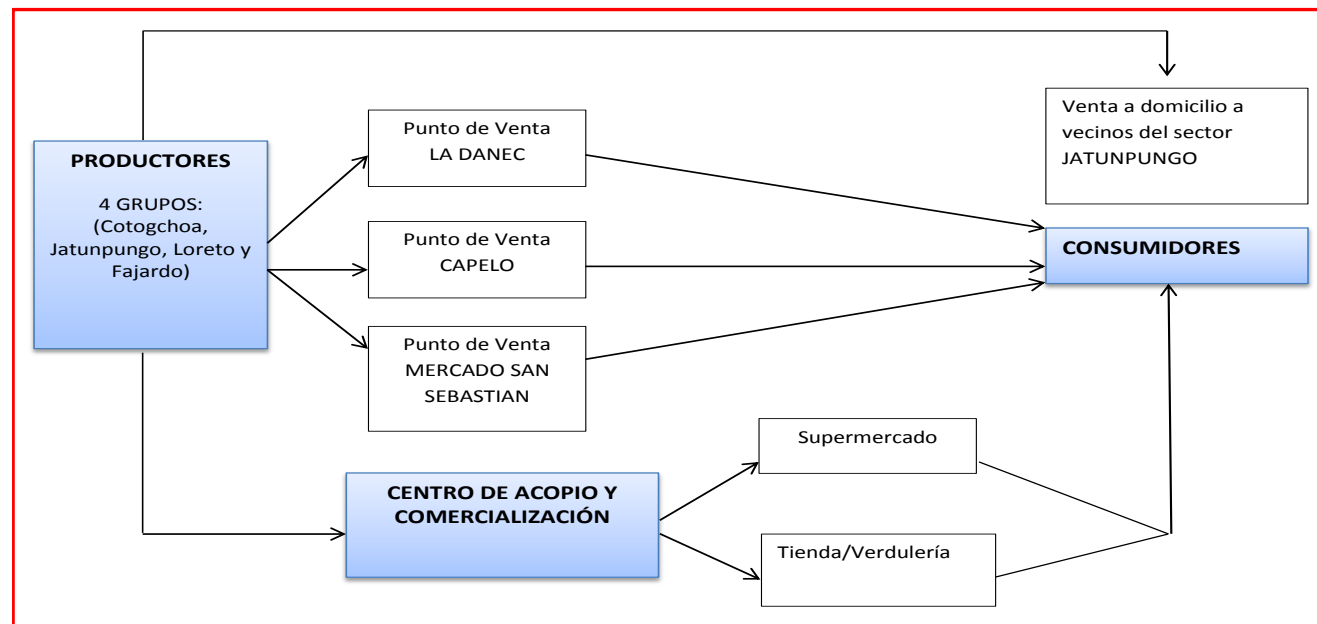 PRODUCTORES
4 GRUPOS:
(Cotogchoa,
Jatunpungo, Loreto y
Fajardo)
Punto de Venta
LA DANEC
Punto de Venta
CAPELO
Punto de Venta
MERCADO SAN
SEBASTIAN
Venta a domicilio a
vecinos del sector
JATUNPUNGO
CONSUMIDORES
CENTRO DE ACOPIO Y
COMERCIALIZACIÓN
Supermercado
Tienda/Verdulería